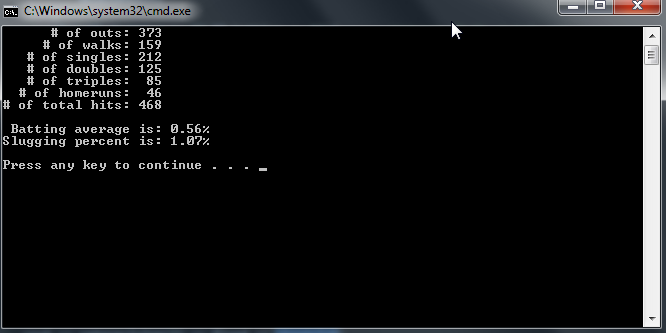 C:\Windows\system32\cmd.exe
# of outs: 373
# of walks: 159
# of singles: 212
# of doubles: 125
# of triples: 85
# of homeruns: 46
# of total hits: 468
Batting average is: 0.56%
Slugging percent is: 1.07%
Press any key to continue . . . _